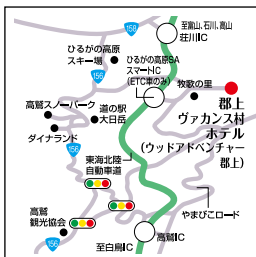 至富山、石川、高山
荘川IC
158
ひるがの高原
スキー場
156
ひるがの高原SA
スマートIC
(ETC車のみ)
牧歌の里
高鷲スノーパーク
道の駅
大日岳
ダイナランド
156
郡上
ヴァカンス村
ホテル
(ウッドアドベンチャー
郡上)
東海北陸
自動車道
やまびこロード
高鷲
観光協会
156
至白鳥IC
高鷲IC